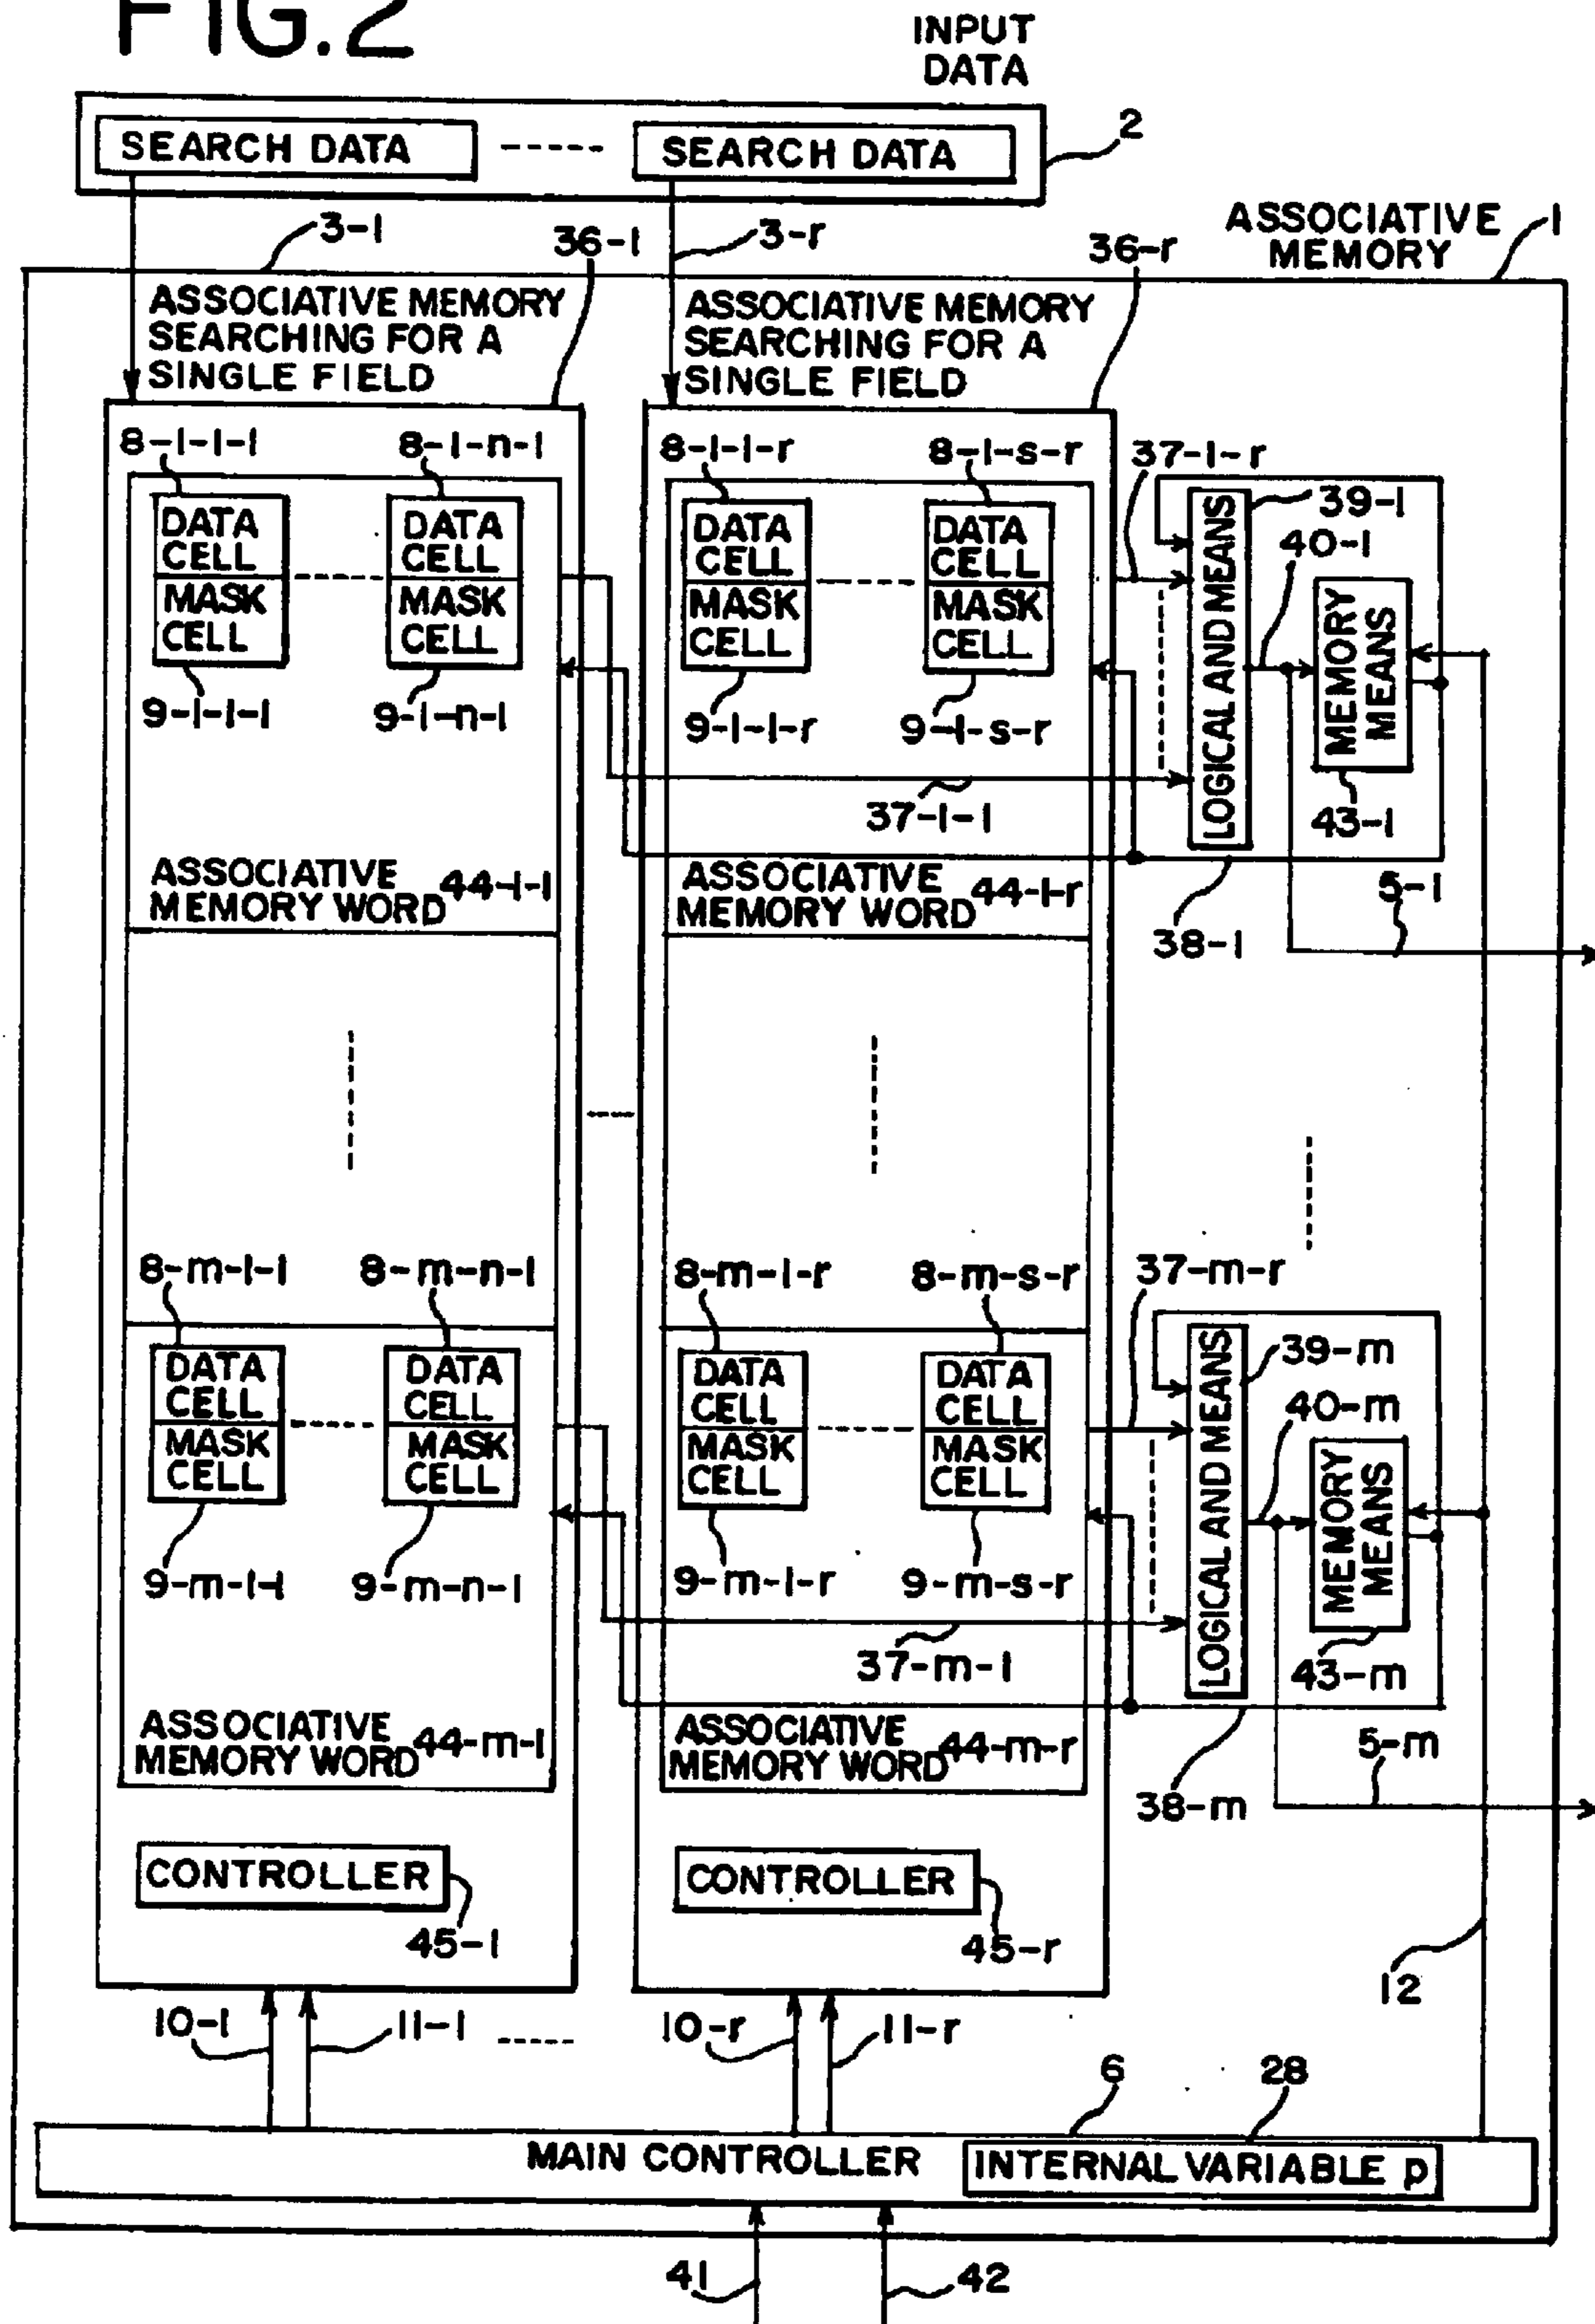 FIG.2
INPUT
DATA
SEARCH DATA
SEARCH DATA
2
3-1
36-1
3-r
36-r
ASSOCIATIVE
MEMORY
1
ASSOCIATIVE MEMORY
SEARCHING FOR A
SINGLE FIELD
ASSOCIATIVE MEMORY
SEARCHING FOR A
SINGLE FIELD
8-1-1-1
8-1-n-1
8-1-1-r
8-1-s-r
37-1-r
39-1
40-1
DATA
CELL
MASK
CELL
DATA
CELL
MASK
CELL
DATA
CELL
MASK
CELL
DATA
CELL
MASK
CELL
LOGICAL AND MEANS
MEMORY
MEANS
9-1-1-1
9-1-n-1
9-1-1-r
9-1-s-r
37-1-1
43-1
ASSOCIATIVE
MEMORY WORD
44-1-1
ASSOCIATIVE
MEMORY WORD
44-1-r
38-1
5-1
8-m-1-1
8-m-n-1
8-m-1-r
8-m-s-r
37-m-r
39-m
40-m
DATA
CELL
MASK
CELL
DATA
CELL
MASK
CELL
DATA
CELL
MASK
CELL
DATA
CELL
MASK
CELL
LOGICAL AND MEANS
MEMORY
MEANS
9-m-1-1
9-m-n-1
9-m-1-r
9-m-s-r
37-m-1
43-m
ASSOCIATIVE
MEMORY WORD
44-m-1
ASSOCIATIVE
MEMORY WORD
44-m-r
38-m
5-m
CONTROLLER
45-1
CONTROLLER
45-r
12
10-1
11-1
10-r
11-r
6
28
MAIN CONTROLLER
INTERNAL VARIABLE p
41
42